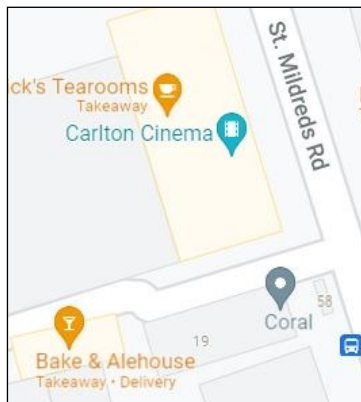 ck's Tearooms
Takeaway
Carlton Cinema
St. Mildreds Rd
Coral
58
19
Bake & Alehouse
Takeaway • Delivery